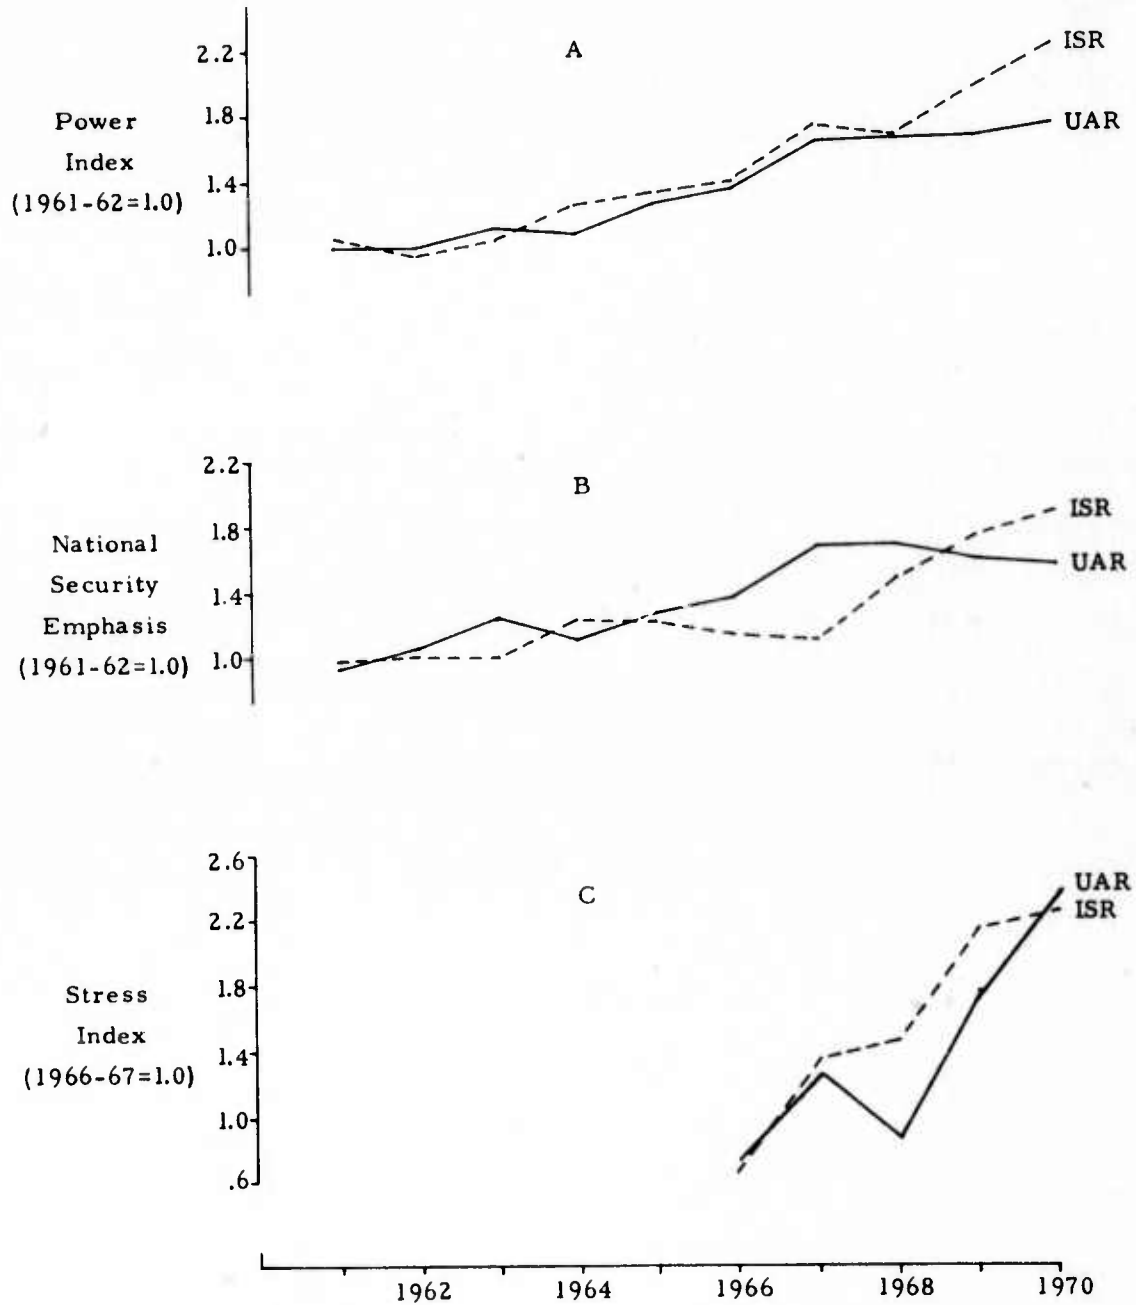 A
2.2
1.8
1.4
1.0
Power
Index
(1961-62=1.0)
ISR
UAR
B
2.2
1.8
1.4
1.0
National
Security
Emphasis
(1961-62=1.0)
ISR
UAR
C
2.6
2.2
1.8
1.4
1.0
.6
Stress
Index
(1966-67=1.0)
UAR
ISR
1962 1964 1966 1968 1970